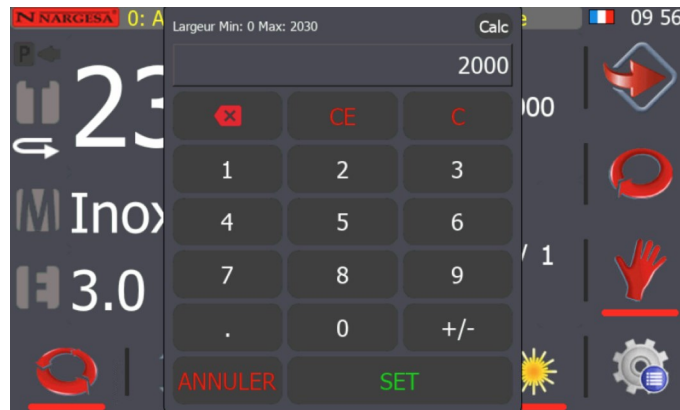 NARGESA 0: A
Largeur Min: 0 Max: 2030
Calc
09 56
2000
P
23
00
CE C
1 2 3
Inox
4 5 6
/ 1
3.0
7 8 9
. 0 +/-
ANNULER SET